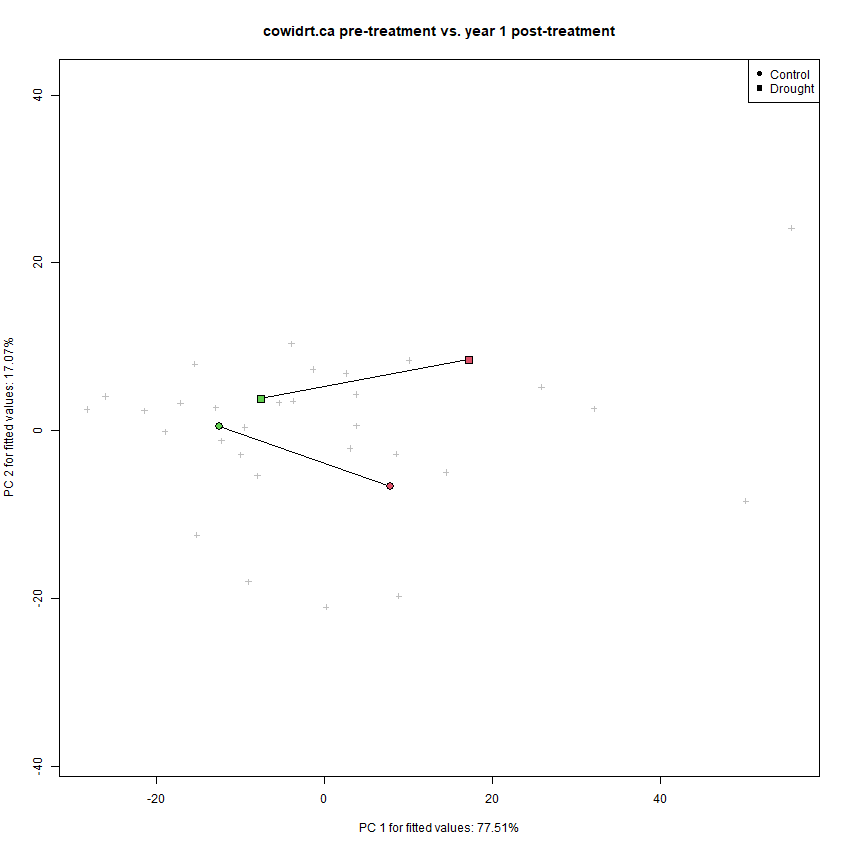 cowidrt.ca pre-treatment vs. year 1 post-treatment
Control
Drought
40
20
0
-20
-40
PC 2 for fitted values: 17.07%
-20
0
20
40
PC 1 for fitted values: 77.51%